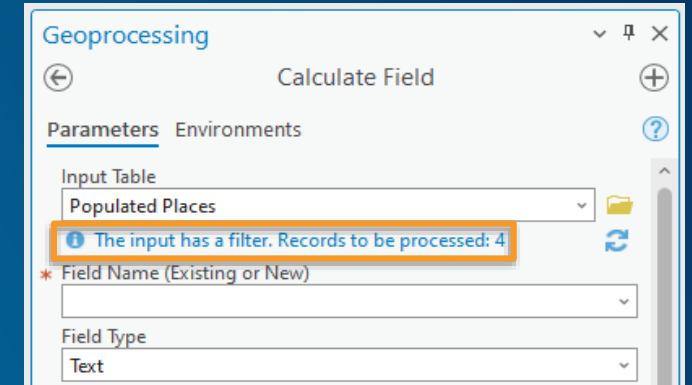 Geoprocessing
Calculate Field
Parameters Environments
Input Table
Populated Places
The input has a filter. Records to be processed: 4
* Field Name (Existing or New)
Field Type
Text